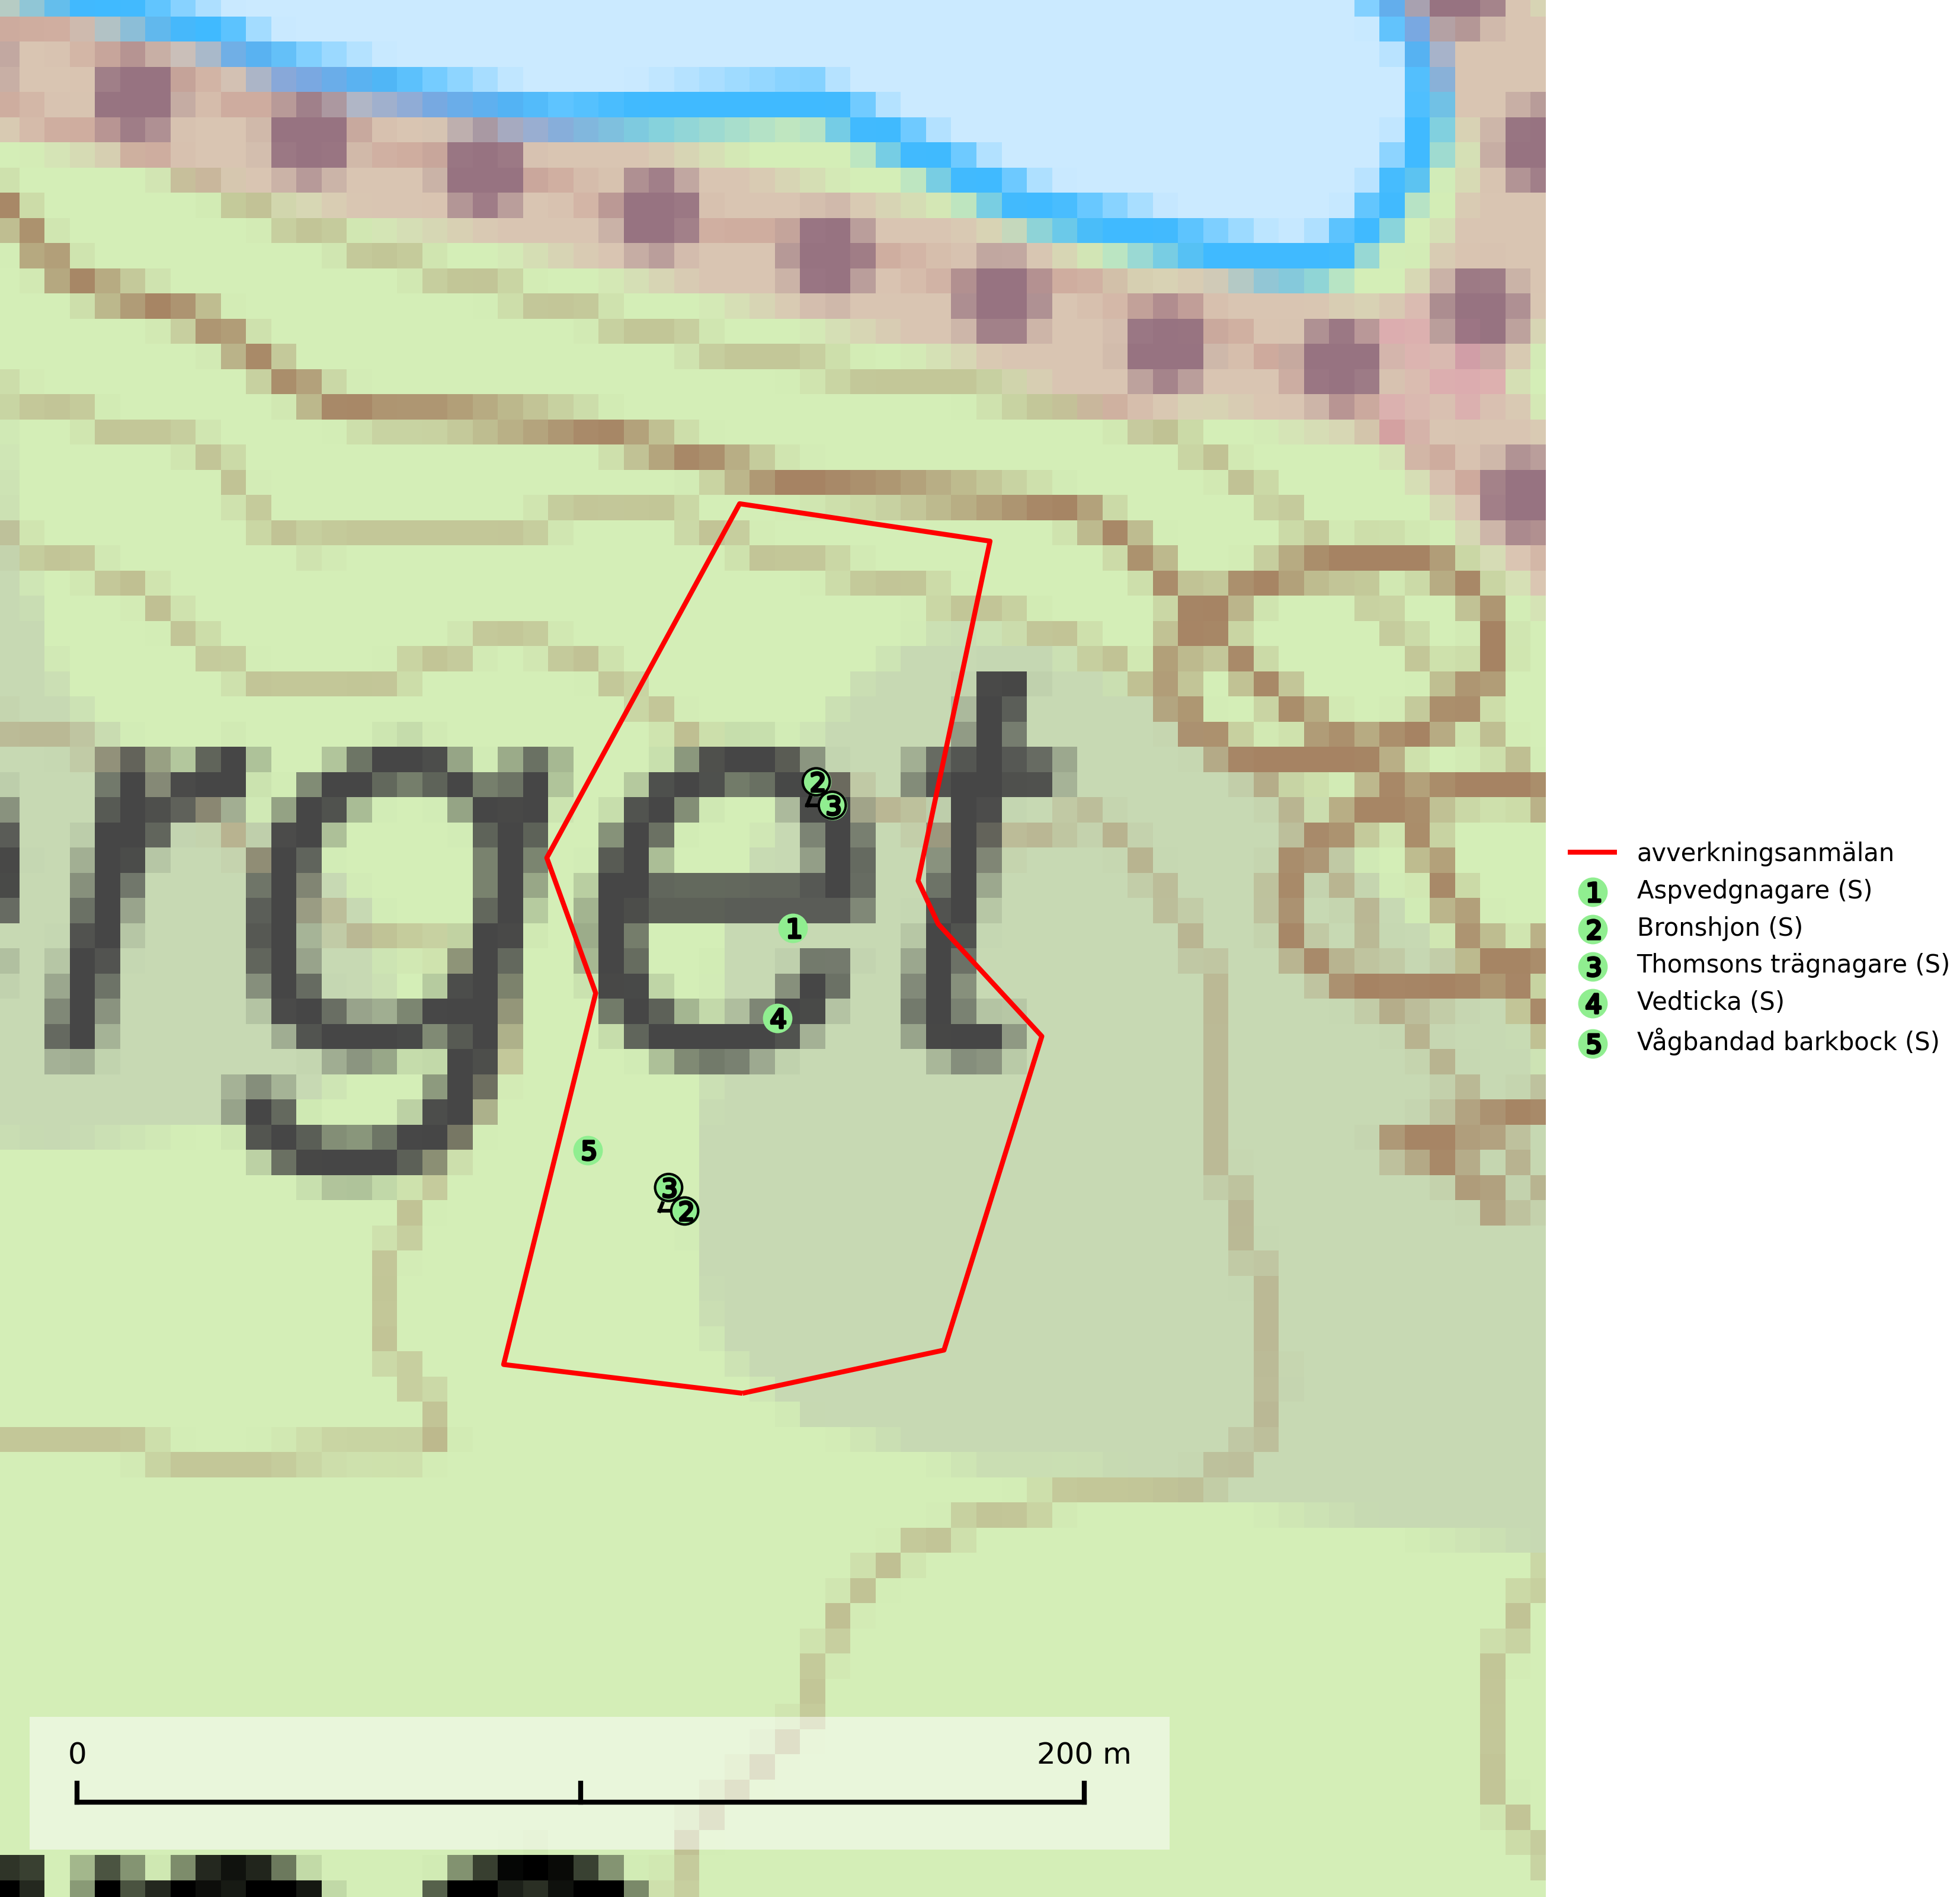 rget
2
3
1
4
5
3
2
avverkningsanmälan
1 Aspvedgnagare (S)
2 Bronshjon (S)
3 Thomsons trägnagare (S)
4 Vedticka (S)
5 Vågbandad barkbock (S)
0 200 m